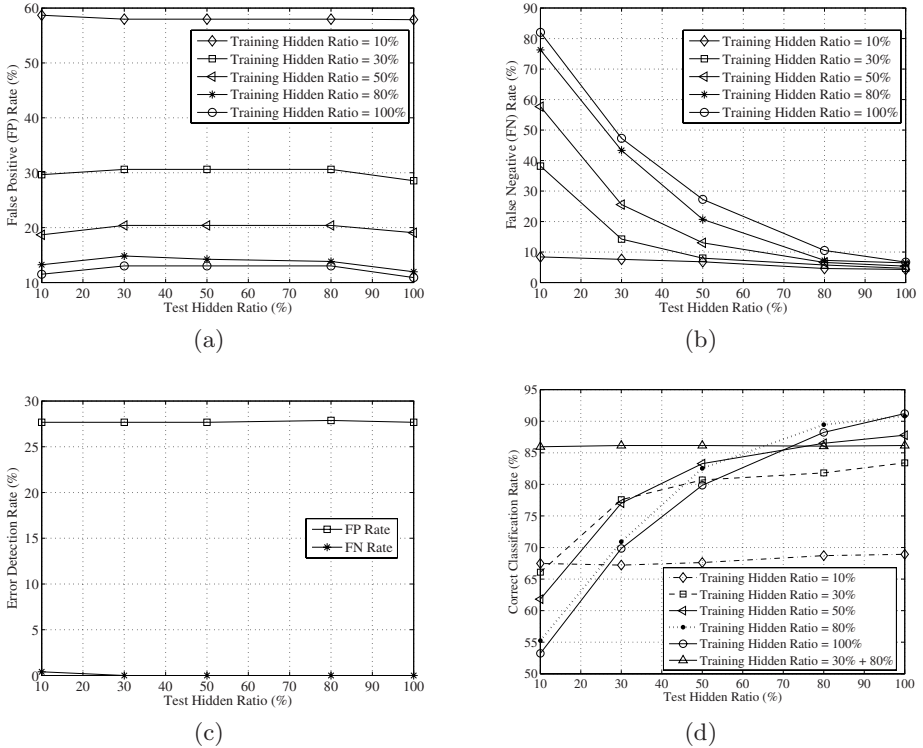 60
50
40
30
20
10
False Positive (FP) Rate (%)
Training Hidden Ratio = 10%
Training Hidden Ratio = 30%
Training Hidden Ratio = 50%
Training Hidden Ratio = 80%
Training Hidden Ratio = 100%
10 20 30 40 50 60 70 80 90 100
Test Hidden Ratio (%)
(a)
90
80
70
60
50
40
30
20
10
0
False Negative (FN) Rate (%)
Training Hidden Ratio = 10%
Training Hidden Ratio = 30%
Training Hidden Ratio = 50%
Training Hidden Ratio = 80%
Training Hidden Ratio = 100%
10 20 30 40 50 60 70 80 90 100
Test Hidden Ratio (%)
(b)
30
25
20
15
10
5
0
Error Detection Rate (%)
FP Rate
FN Rate
10 20 30 40 50 60 70 80 90 100
Test Hidden Ratio (%)
(c)
95
90
85
80
75
70
65
60
55
50
Correct Classification Rate (%)
Training Hidden Ratio = 10%
Training Hidden Ratio = 30%
Training Hidden Ratio = 50%
Training Hidden Ratio = 80%
Training Hidden Ratio = 100%
Training Hidden Ratio = 30% + 80%
10 20 30 40 50 60 70 80 90 100
Test Hidden Ratio (%)
(d)